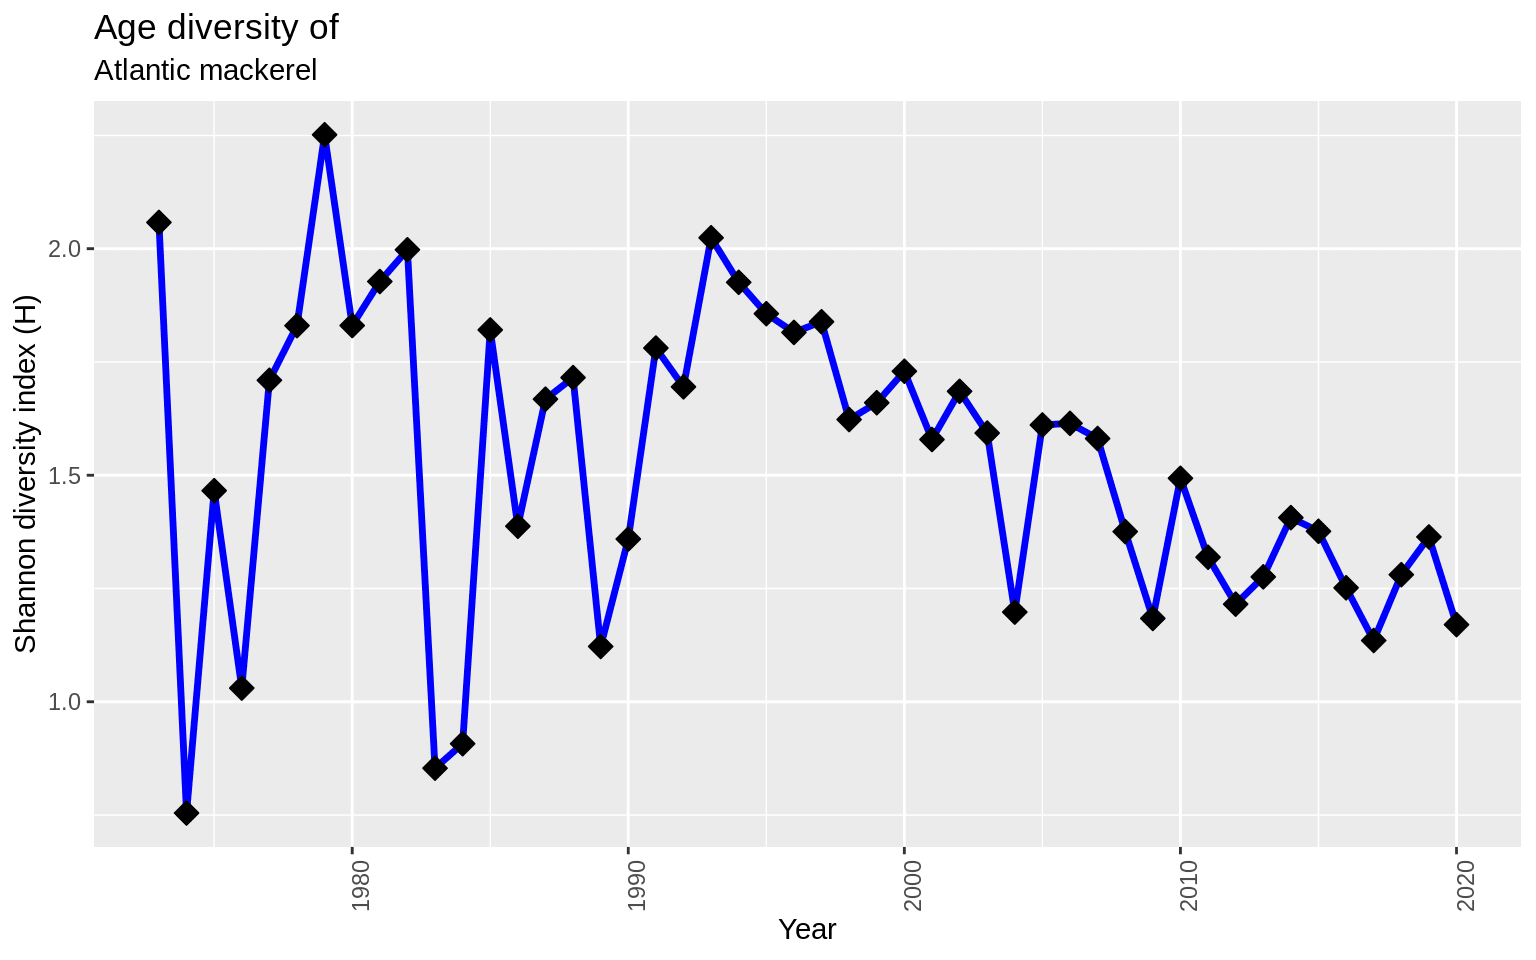 Age diversity of
Atlantic mackerel
Shannon diversity index (H)
2.0
1.5
1.0
1980
1990
2000
2010
2020
Year